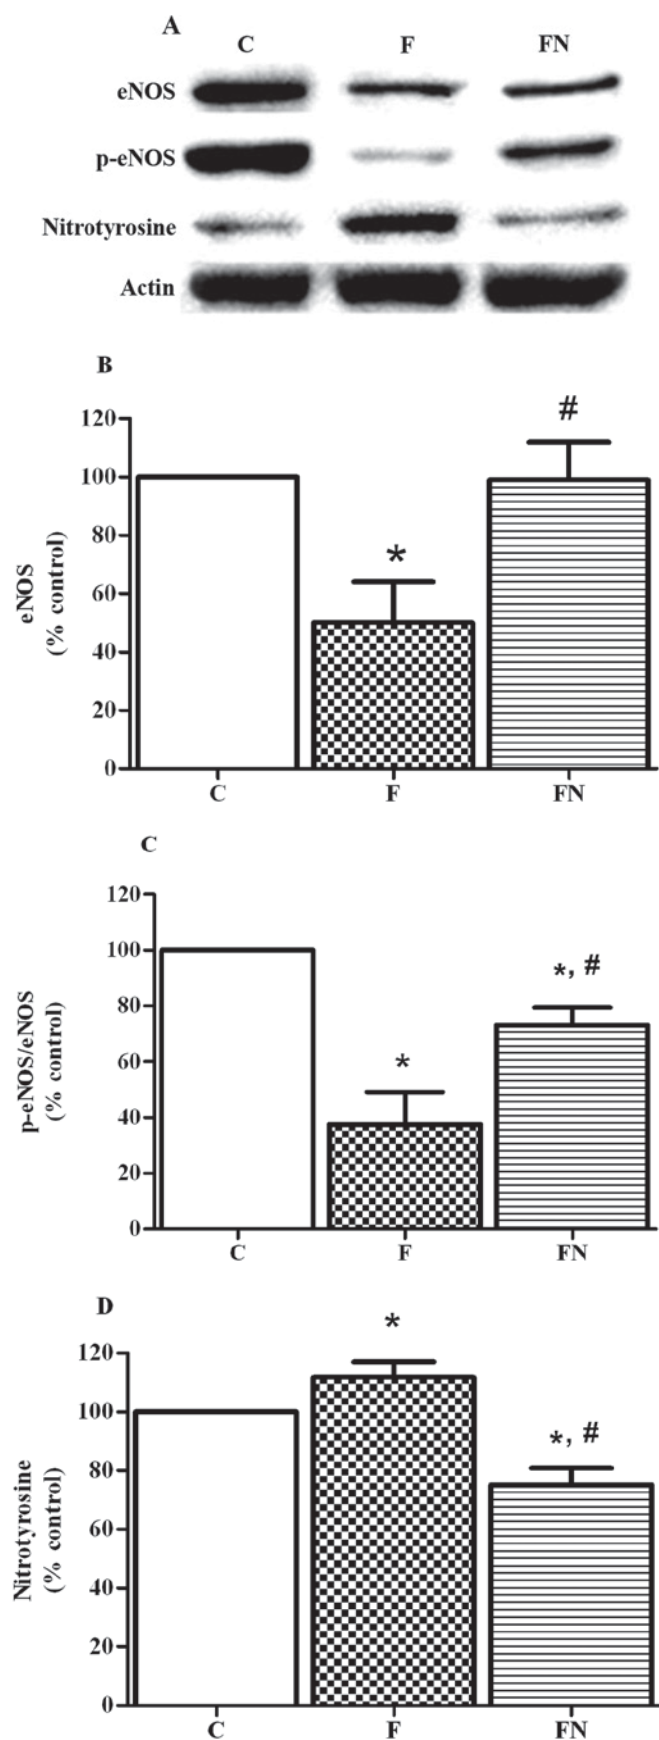 A
C F FN
eNOS
p-eNOS
Nitrotyrosine
Actin
B
eNOS
(% control)
120
100
80
60
40
20
0
*
#
C F FN
C
p-eNOS/eNOS
(% control)
120
100
80
60
40
20
0
*
*, #
C F FN
D
Nitrotyrosine
(% control)
120
100
80
60
40
20
0
*
*, #
C F FN